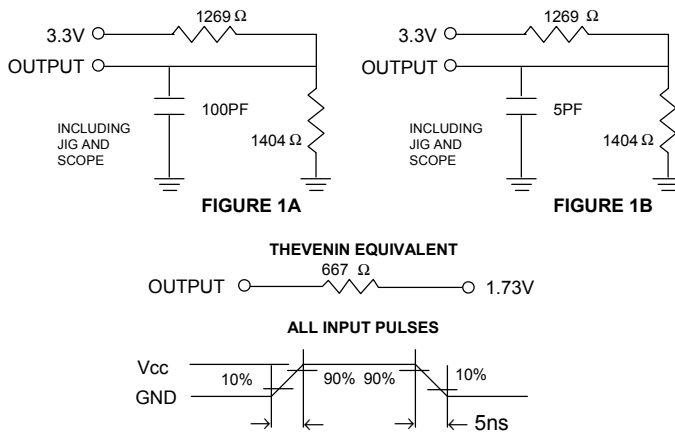 1269 Ω
3.3V
OUTPUT
100PF
INCLUDING
JIG AND
SCOPE
1404 Ω
FIGURE 1A
1269 Ω
3.3V
OUTPUT
5PF
INCLUDING
JIG AND
SCOPE
1404 Ω
FIGURE 1B
THEVENIN EQUIVALENT
667 Ω
OUTPUT 1.73V
ALL INPUT PULSES
Vcc
10% 90% 90% 10%
GND
5ns